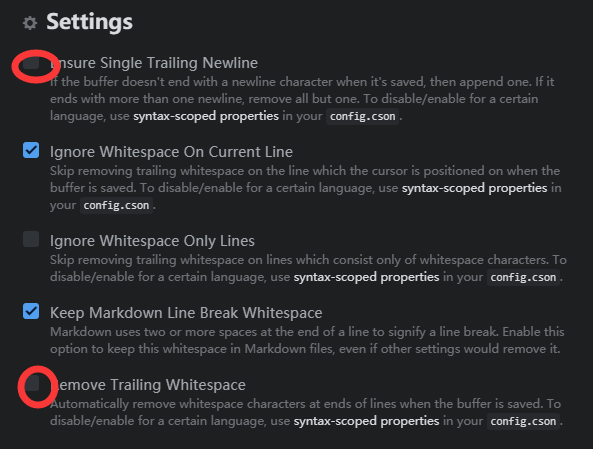 Settings
Ensure Single Trailing Newline
If the buffer doesn't end with a newline character when it's saved, then append one. If it
ends with more than one newline, remove all but one. To disable/enable for a certain
language, use syntax-scoped properties in your config.cson.
Ignore Whitespace On Current Line
Skip removing trailing whitespace on the line which the cursor is positioned on when the
buffer is saved. To disable/enable for a certain language, use syntax-scoped properties in
your config.cson.
Ignore Whitespace Only Lines
Skip removing trailing whitespace on lines which consist only of whitespace characters. To
disable/enable for a certain language, use syntax-scoped properties in your config.cson.
Keep Markdown Line Break Whitespace
Markdown uses two or more spaces at the end of a line to signify a line break. Enable this
option to keep this whitespace in Markdown files, even if other settings would remove it.
Remove Trailing Whitespace
Automatically remove whitespace characters at ends of lines when the buffer is saved. To
disable/enable for a certain language, use syntax-scoped properties in your config.cson.